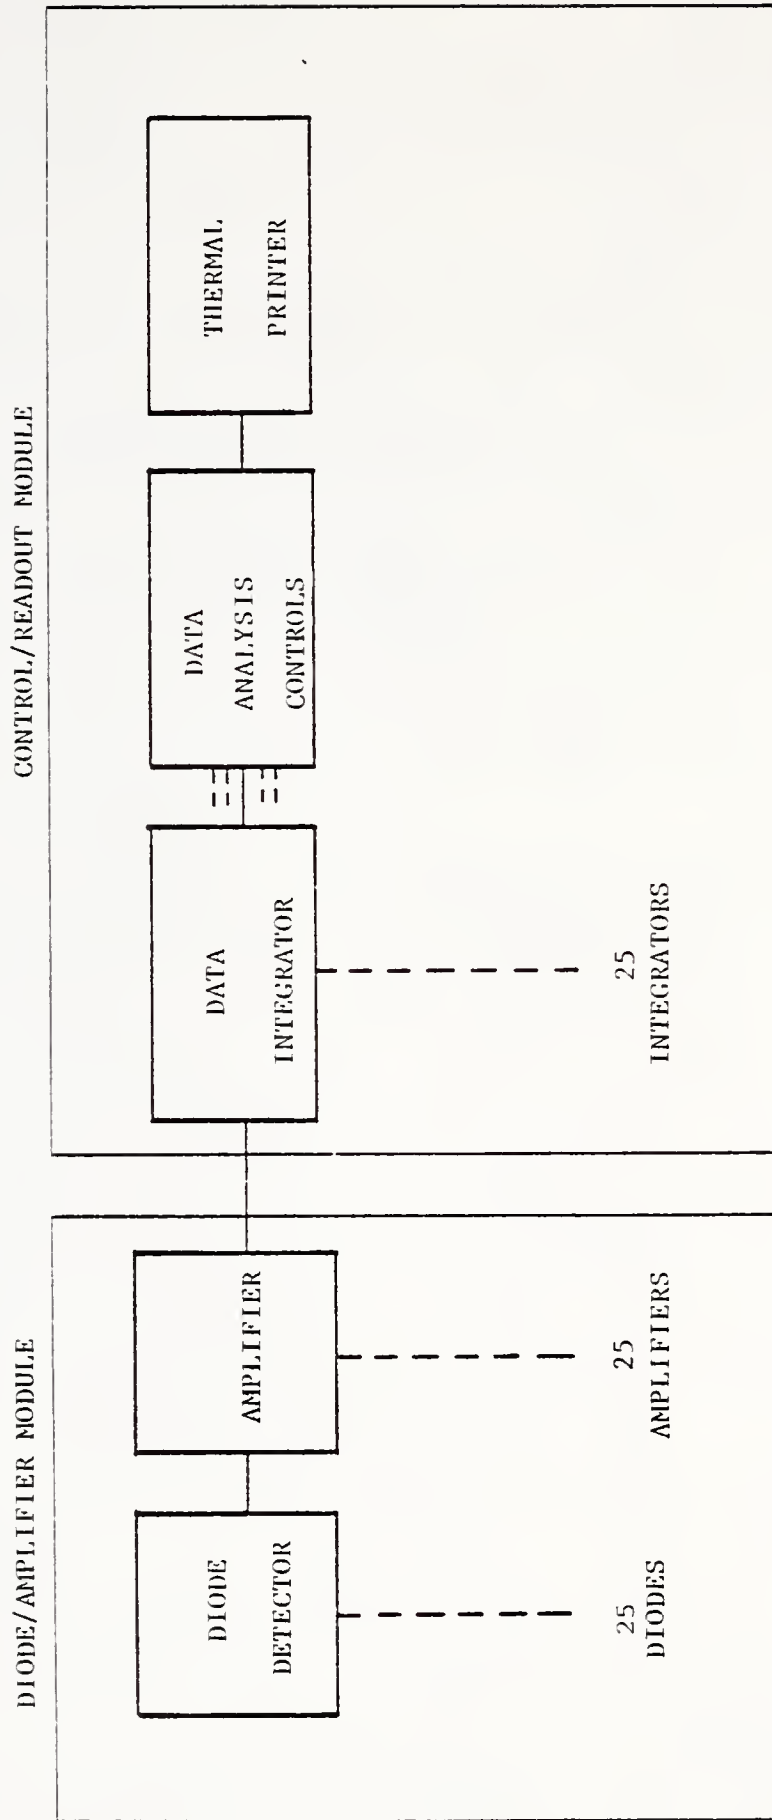 DIODE/AMPLIFIER MODULE
CONTROL/READOUT MODULE
DIODE
DETECTOR
AMPLIFIER
DATA
INTEGRATOR
DATA
ANALYSIS
CONTROLS
THERMAL
PRINTER
25
DIODES
25
AMPLIFIERS
25
INTEGRATORS